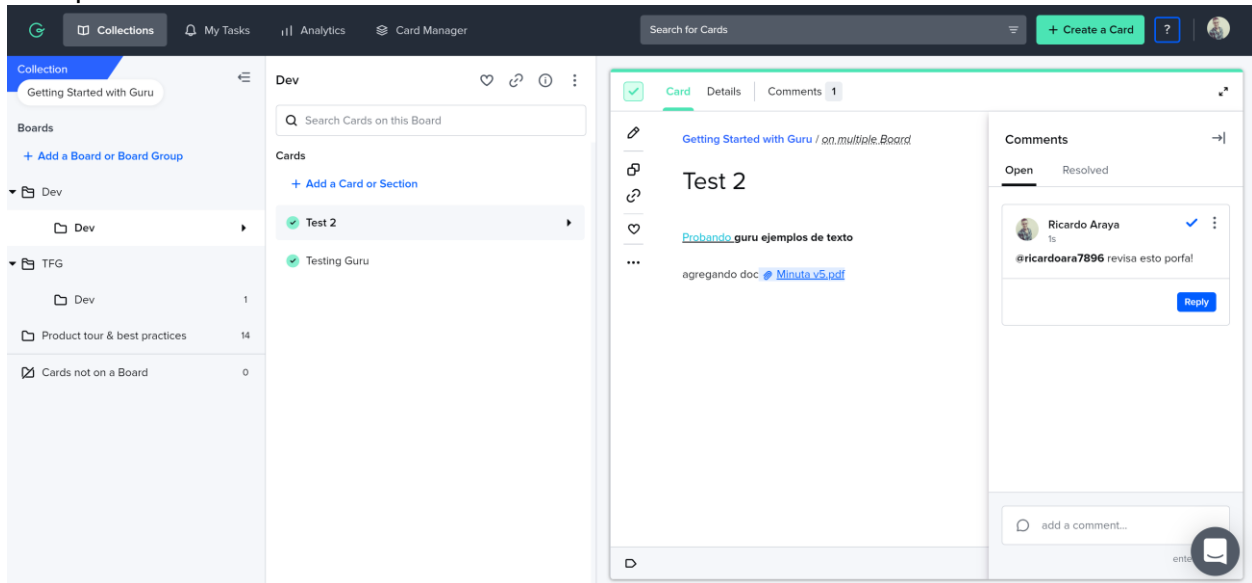 Collections
My Tasks
Analytics
Card Manager
Search for Cards
+ Create a Card
?
Collection
Getting Started with Guru
Boards
+ Add a Board or Board Group
Dev
Dev
TFG
Dev 1
Product tour & best practices 14
Cards not on a Board 0
Dev
Search Cards on this Board
Cards
+ Add a Card or Section
Test 2
Testing Guru
Card
Details
Comments 1
Getting Started with Guru / on multiple Board
Test 2
Probando guru ejemplos de texto
agregando doc Minuta v5.pdf
Comments
Open
Resolved
Ricardo Araya
1s
@ricardoara7896 revisa esto porfa!
Reply
add a comment...